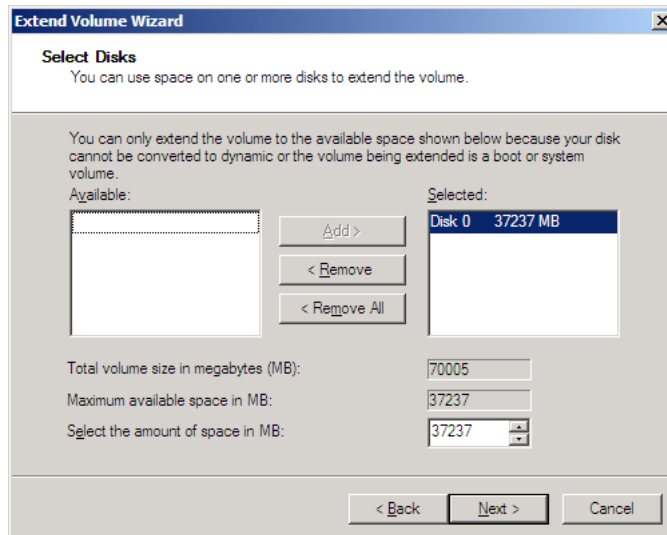 Extend Volume Wizard
Select Disks
You can use space on one or more disks to extend the volume.
You can only extend the volume to the available space shown below because your disk
cannot be converted to dynamic or the volume being extended is a boot or system
volume.
Available:
Selected:
Disk 0 37237 MB
Add >
< Remove
< Remove All
Total volume size in megabytes (MB): 70005
Maximum available space in MB: 37237
Select the amount of space in MB: 37237
< Back Next > Cancel